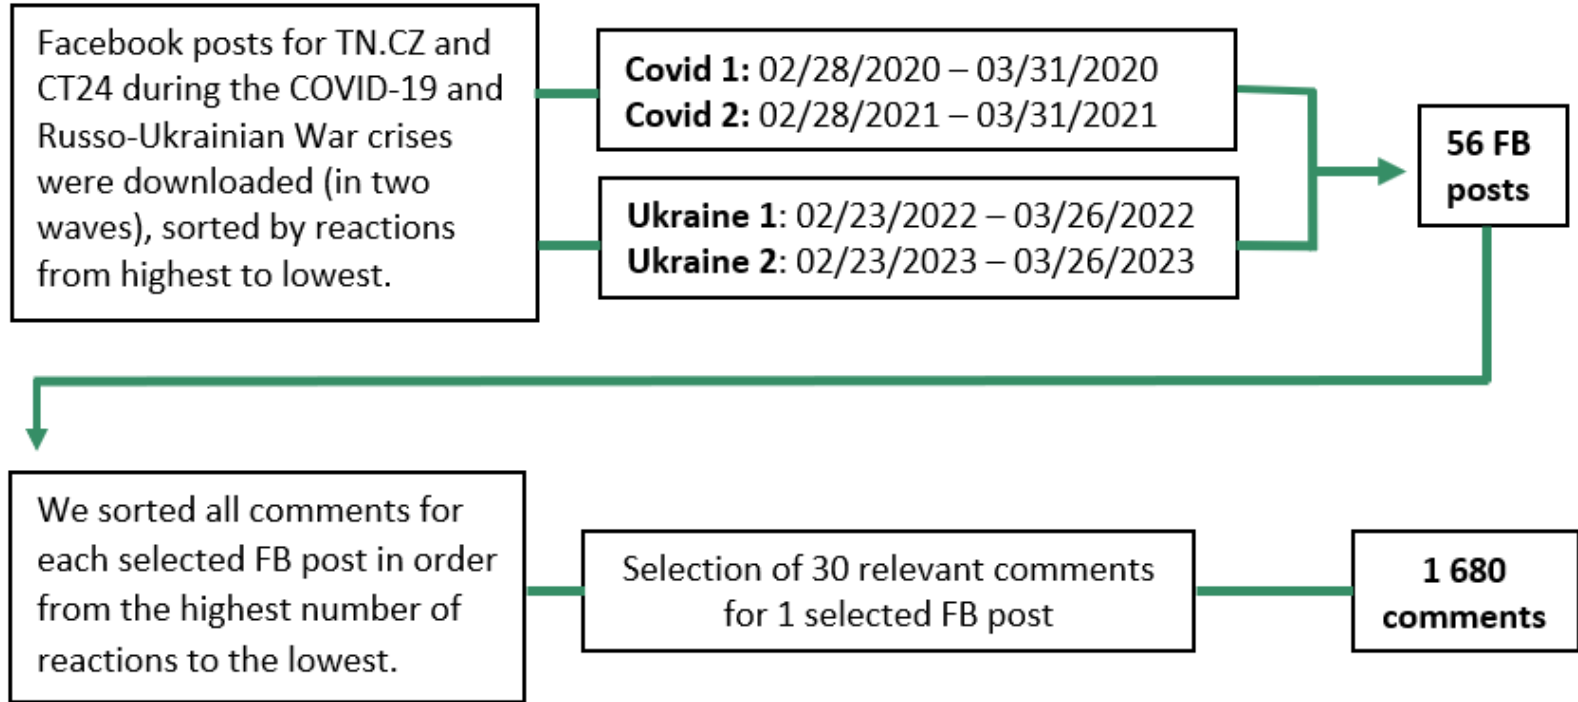 Facebook posts for TN.CZ and
CT24 during the COVID-19 and
Russo-Ukrainian War crises
were downloaded (in two
waves), sorted by reactions
from highest to lowest.
Covid 1: 02/28/2020 – 03/31/2020
Covid 2: 02/28/2021 – 03/31/2021
Ukraine 1: 02/23/2022 – 03/26/2022
Ukraine 2: 02/23/2023 – 03/26/2023
56 FB
posts
We sorted all comments for
each selected FB post in order
from the highest number of
reactions to the lowest.
Selection of 30 relevant comments
for 1 selected FB post
1 680
comments